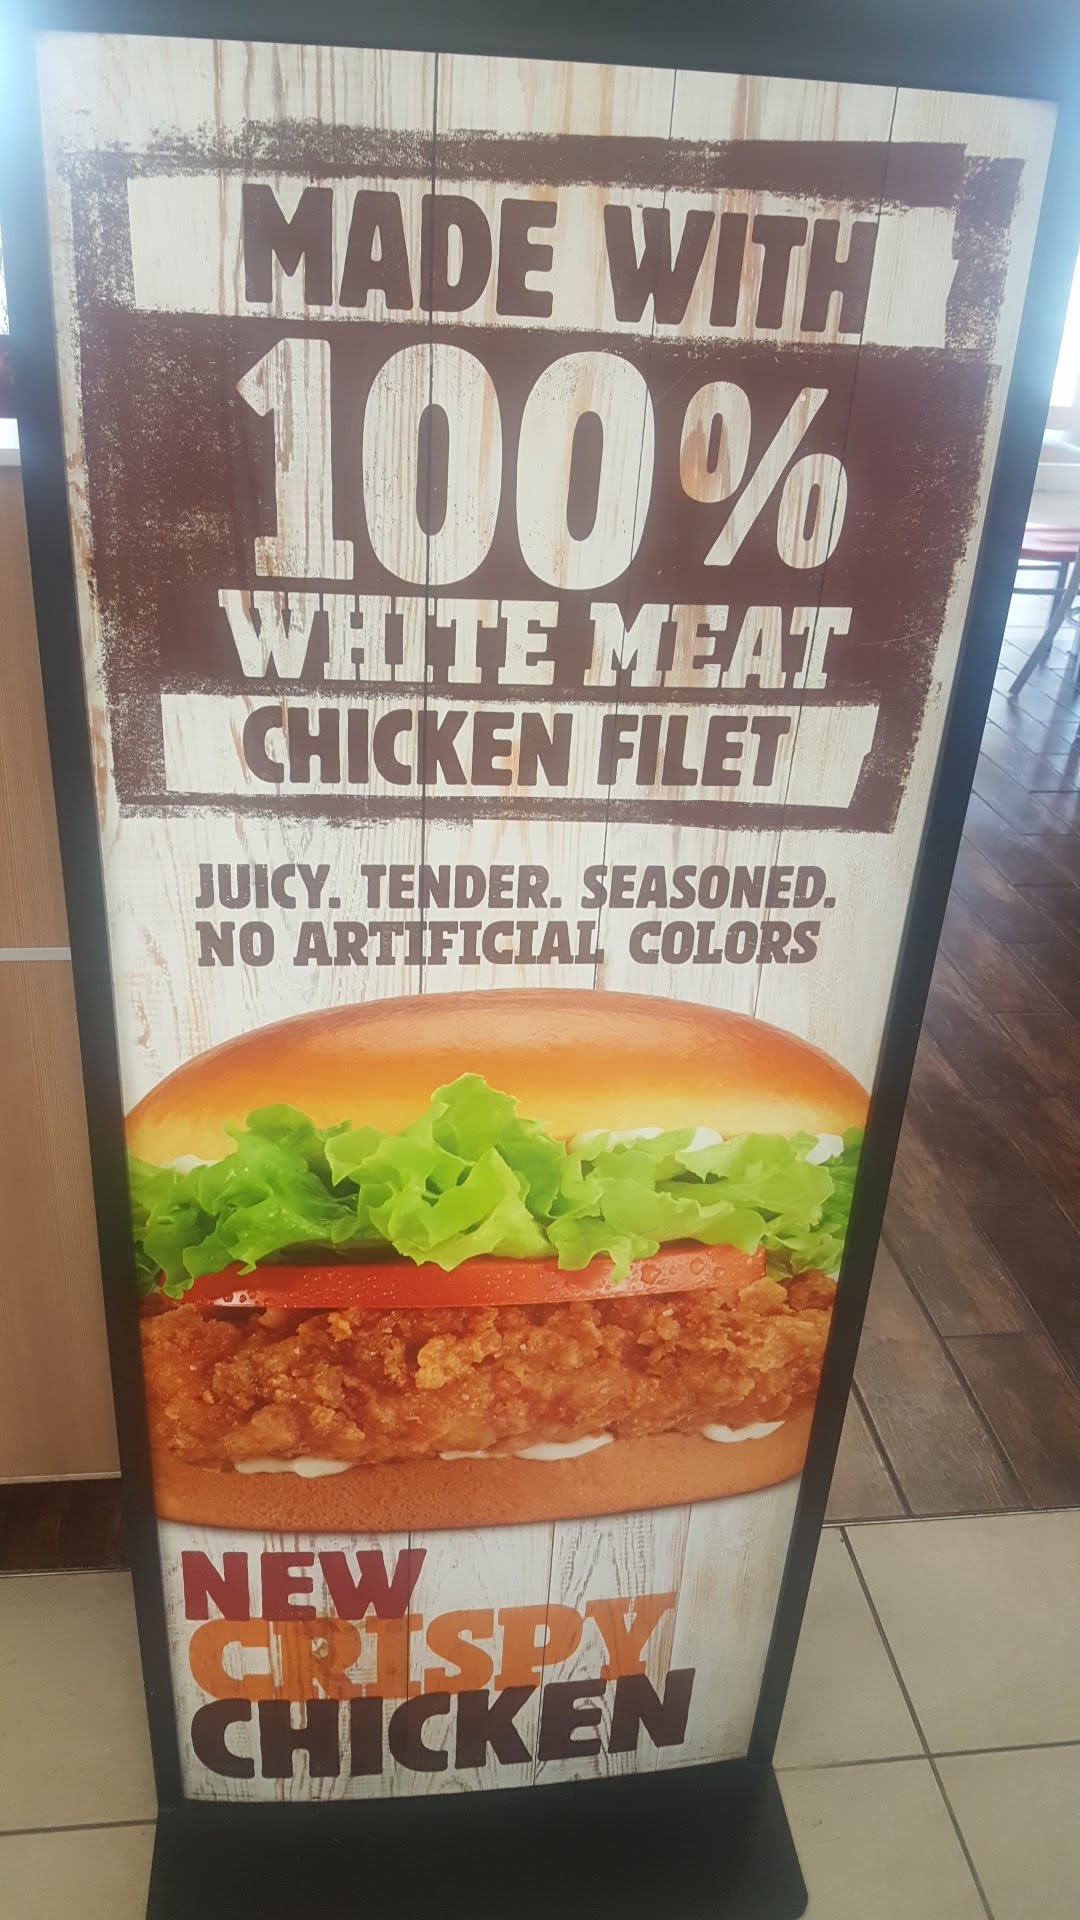 MADE WITH
100%
WHITE MEAT
CHICKEN FILET
JUICY. TENDER. SEASONED.
NO ARTIFICIAL COLORS
NEW
CRISPY
CHICKEN